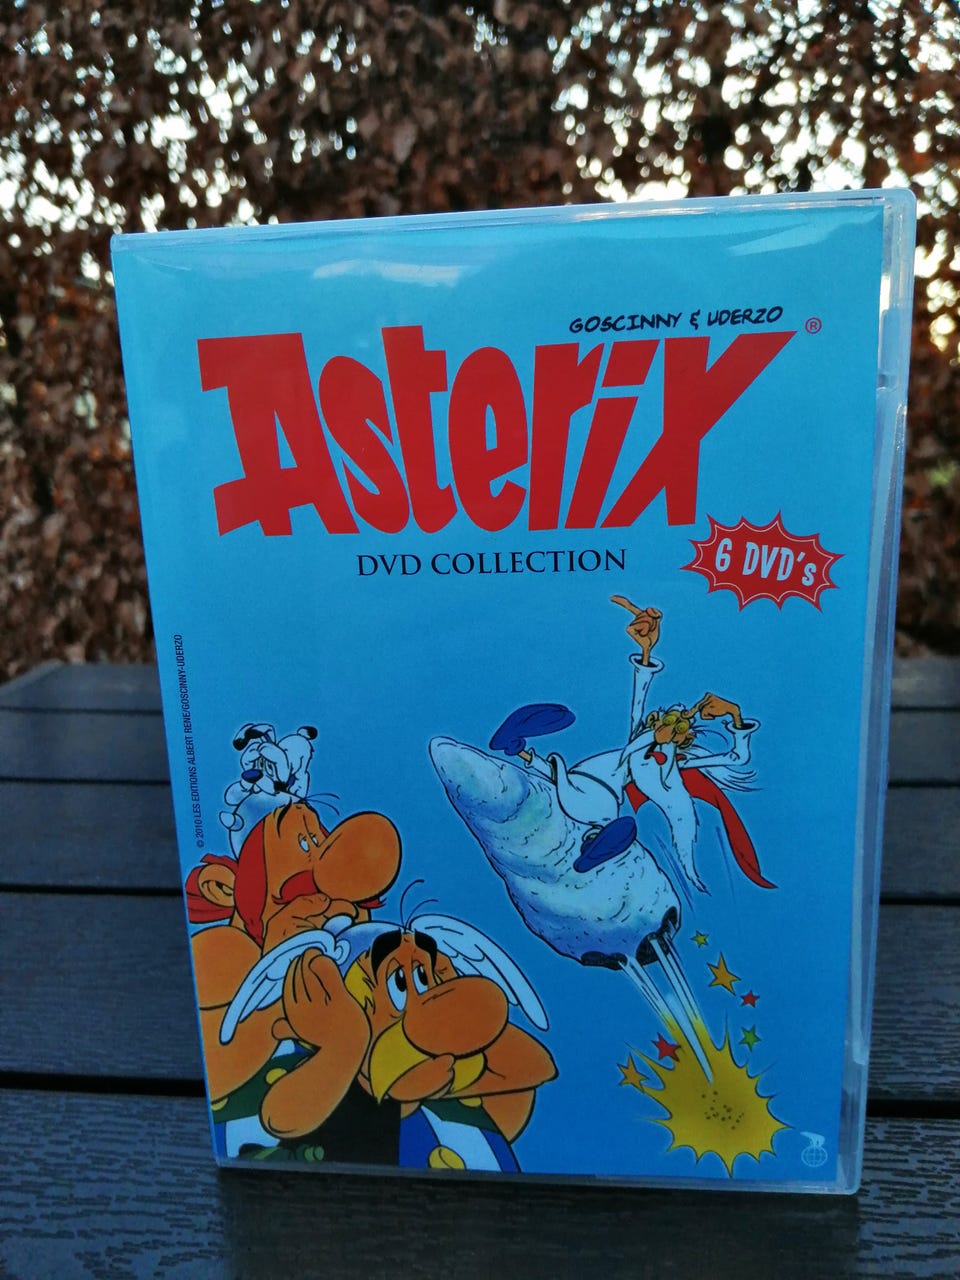 GOSCINNY & UDERZO
Asterix®
DVD COLLECTION
6 DVD's
© 2010 LES EDITIONS ALBERT RENE/GOSCINNY-UDERZO